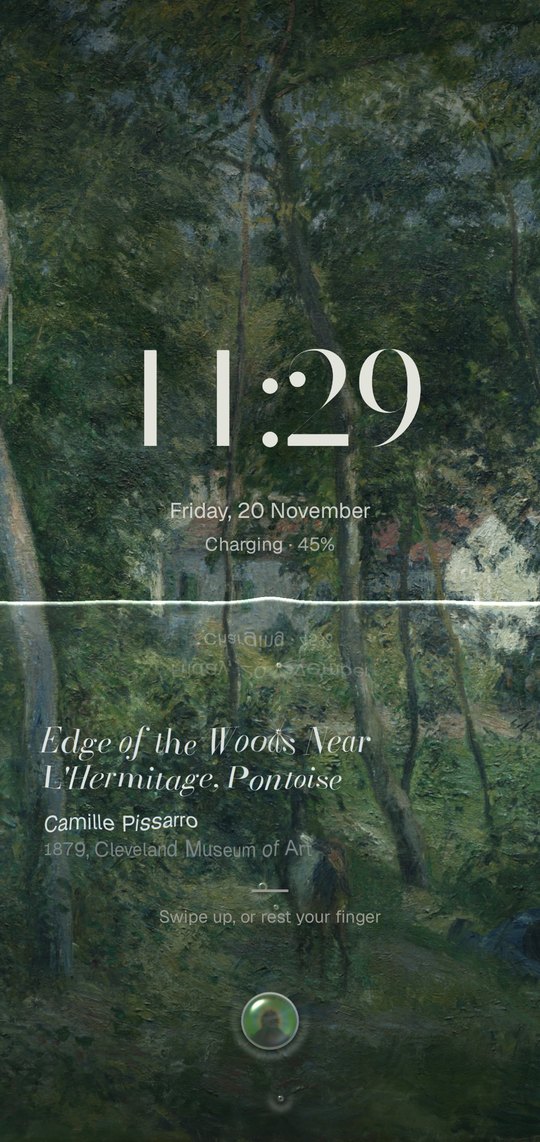 11:29
Friday, 20 November
Charging · 45%
Edge of the Woods Near
L'Hermitage, Pontoise
Camille Pissarro
1879, Cleveland Museum of Art
Swipe up, or rest your finger